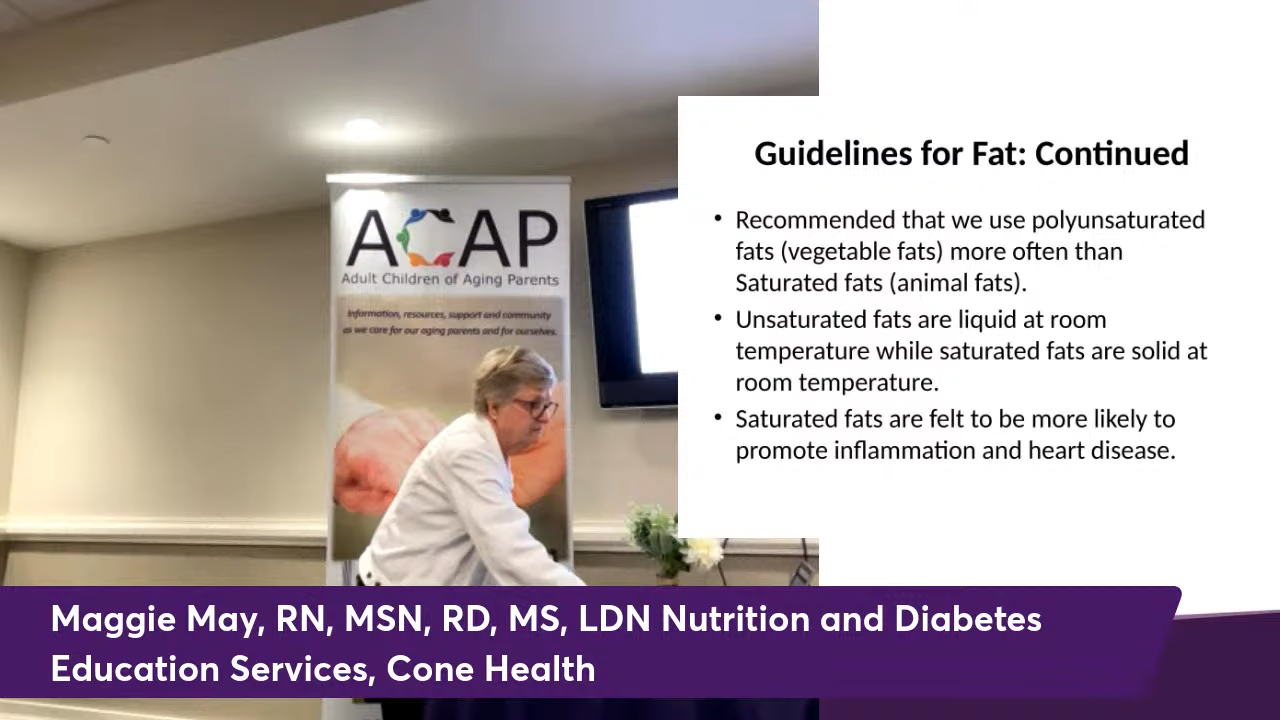 ACAP
Adult Children of Aging Parents
Information, resources, support and community
as we care for our aging parents and for ourselves.
Guidelines for Fat: Continued
• Recommended that we use polyunsaturated
fats (vegetable fats) more often than
Saturated fats (animal fats).
• Unsaturated fats are liquid at room
temperature while saturated fats are solid at
room temperature.
• Saturated fats are felt to be more likely to
promote inflammation and heart disease.
Maggie May, RN, MSN, RD, MS, LDN Nutrition and Diabetes
Education Services, Cone Health